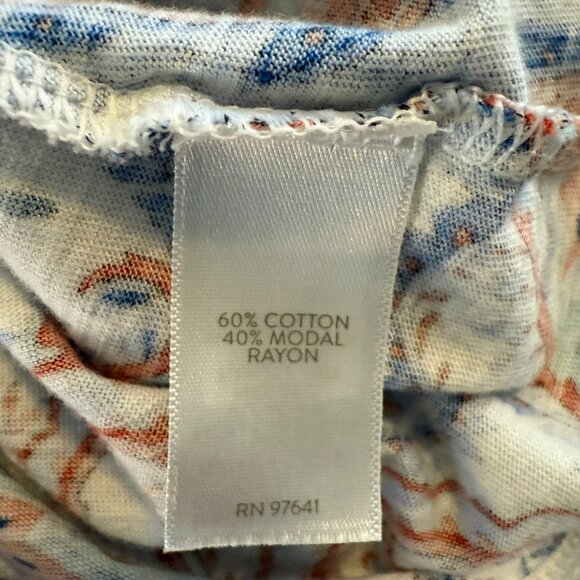 60% COTTON
40% MODAL
RAYON
RN 97641